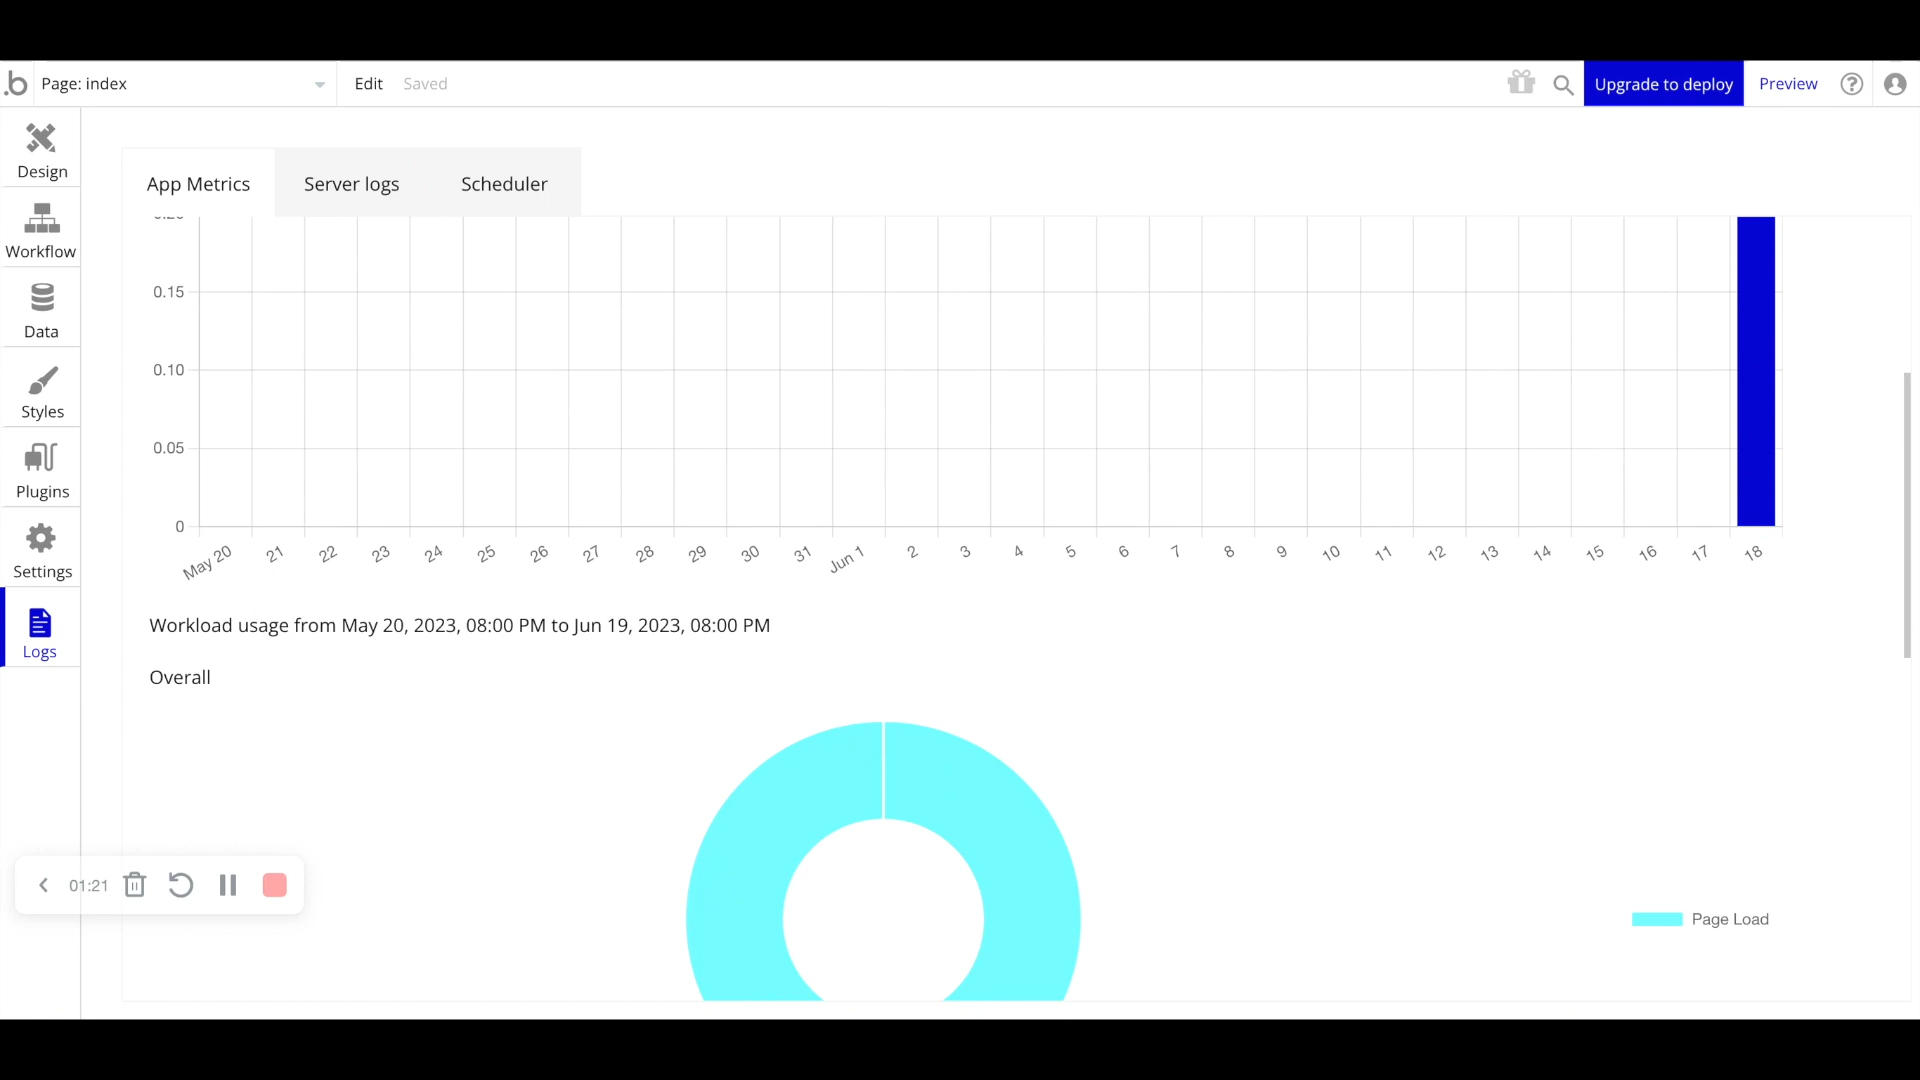 .b Page: index Edit Saved Upgrade to deploy Preview ?
Design
Workflow
Data
Styles
Plugins
Settings
Logs
App Metrics Server logs Scheduler
0.20
0.15
0.10
0.05
0
May 20 21 22 23 24 25 26 27 28 29 30 31 Jun 1 2 3 4 5 6 7 8 9 10 11 12 13 14 15 16 17 18
Workload usage from May 20, 2023, 08:00 PM to Jun 19, 2023, 08:00 PM
Overall
01:21
Page Load